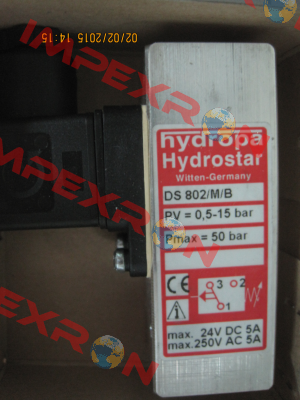 02/02/2015 14:15
IMPEXRON
hydropa
Hydrostar
Witten-Germany
DS 802/M/B
PV = 0,5-15 bar
Pmax = 50 bar
CE
3
2
1
max. 24V DC 5A
max.250V AC 5A
IMPEXRON